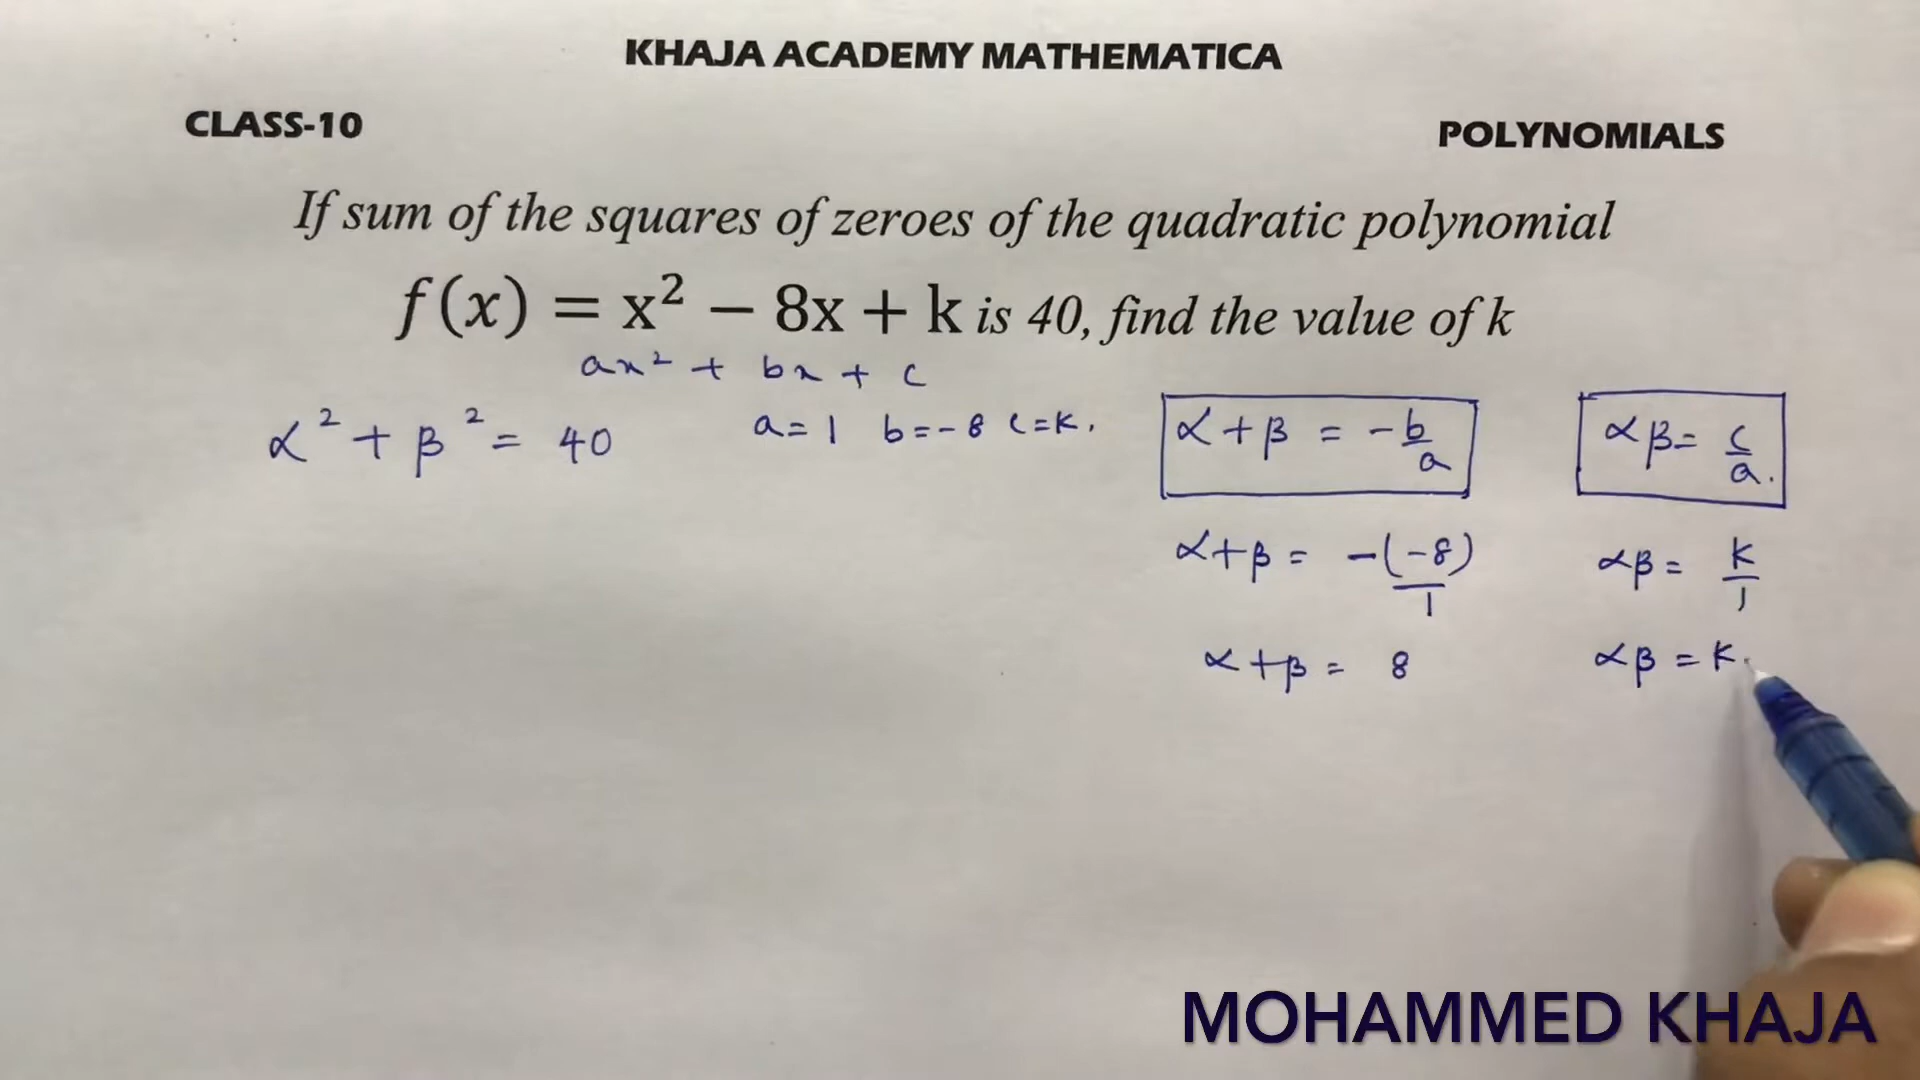 KHAJA ACADEMY MATHEMATICA
CLASS-10
POLYNOMIALS
If sum of the squares of zeroes of the quadratic polynomial
f(x) = x² − 8x + k is 40, find the value of k
ax² + bx + c
α² + β² = 40
a = 1 b = -8 c = k.
α + β = -b/a
αβ = c/a.
α + β = -(-8)/1
αβ = k/1
α + β = 8
αβ = k.
MOHAMMED KHAJA